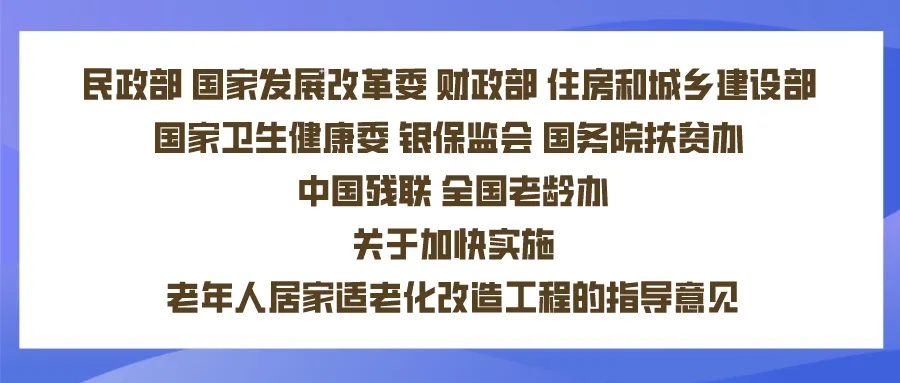 民政部 国家发展改革委 财政部 住房和城乡建设部
国家卫生健康委 银保监会 国务院扶贫办
中国残联 全国老龄办
关于加快实施
老年人居家适老化改造工程的指导意见